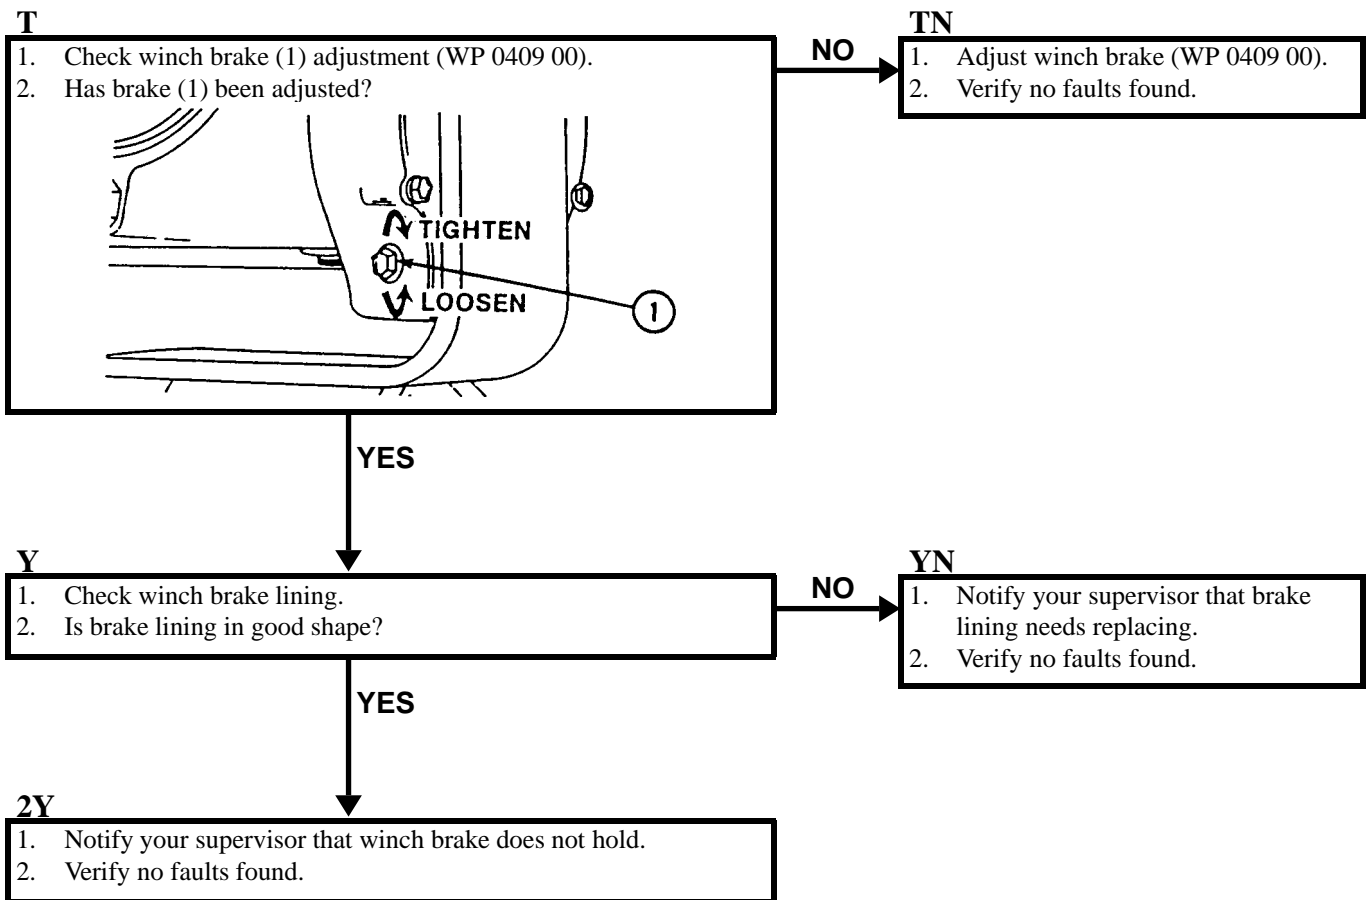 T
1. Check winch brake (1) adjustment (WP 0409 00).
2. Has brake (1) been adjusted?
TIGHTEN
LOOSEN
1
NO
TN
1. Adjust winch brake (WP 0409 00).
2. Verify no faults found.
YES
Y
1. Check winch brake lining.
2. Is brake lining in good shape?
NO
YN
1. Notify your supervisor that brake
lining needs replacing.
2. Verify no faults found.
YES
2Y
1. Notify your supervisor that winch brake does not hold.
2. Verify no faults found.